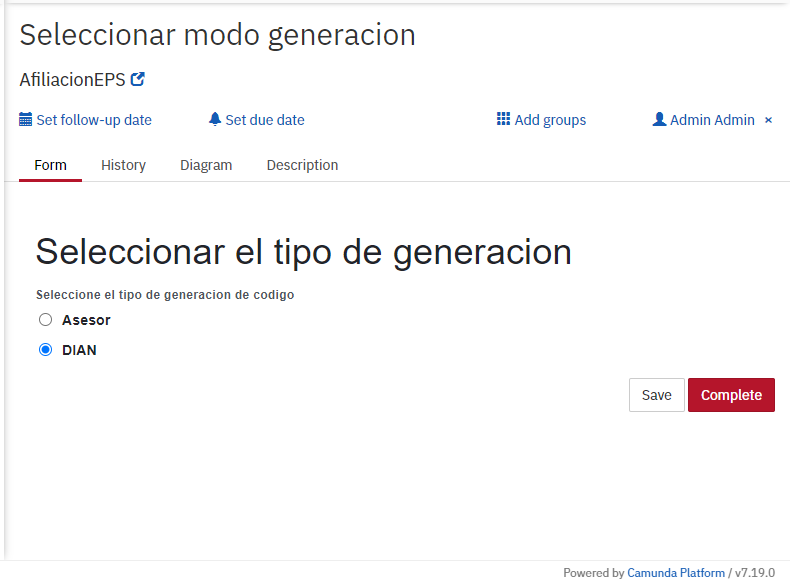 Seleccionar modo generacion
AfiliacionEPS
Set follow-up date Set due date Add groups Admin Admin ×
Form History Diagram Description
Seleccionar el tipo de generacion
Seleccione el tipo de generacion de codigo
Asesor
DIAN
Save Complete
Powered by Camunda Platform / v7.19.0